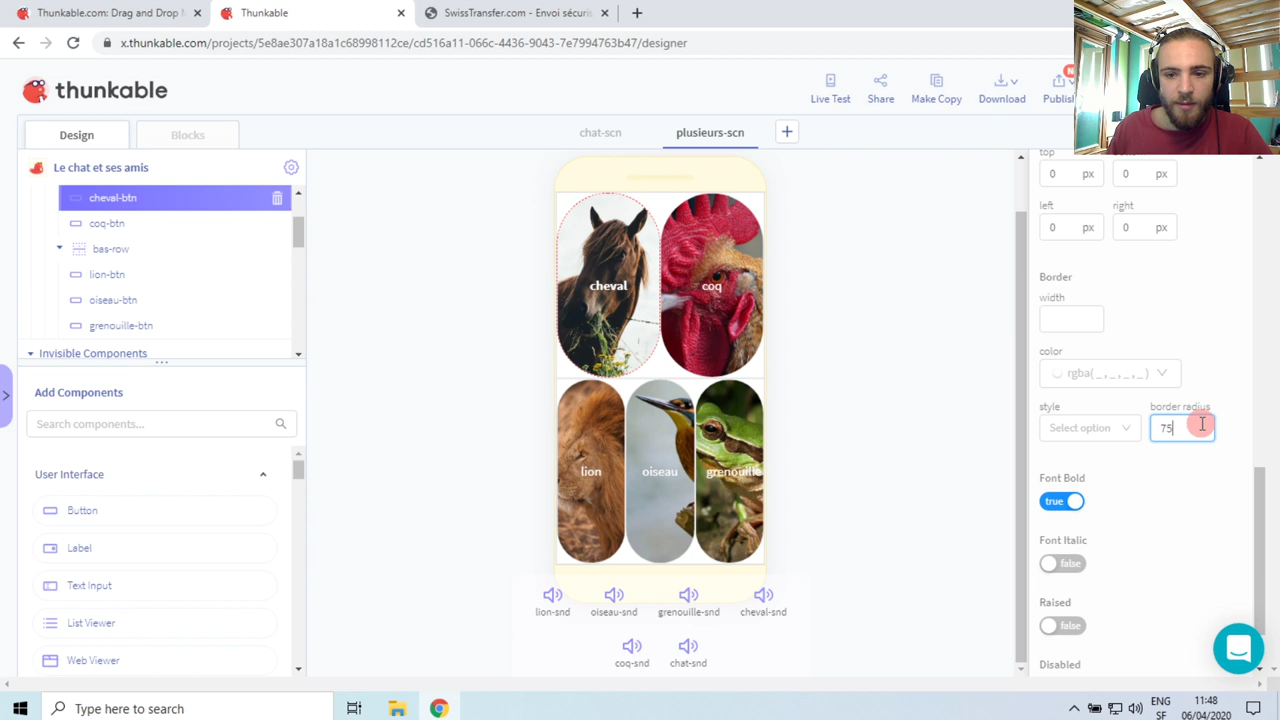 Thunkable.com: Drag and Drop M
Thunkable
SwissTransfer.com - Envoi sécuris
x.thunkable.com/projects/5e8ae307a18a1c68998112ce/cd516a11-066c-4436-9043-7e7994763b47/designer
thunkable
Live Test
Share
Make Copy
Download
Publish
N
Design
Blocks
chat-scn
plusieurs-scn
Le chat et ses amis
cheval-btn
coq-btn
bas-row
lion-btn
oiseau-btn
grenouille-btn
Invisible Components
Add Components
Search components...
User Interface
Button
Label
Text Input
List Viewer
Web Viewer
cheval
coq
lion
oiseau
grenouille
lion-snd
oiseau-snd
grenouille-snd
cheval-snd
coq-snd
chat-snd
top
0 px
0 px
left
right
0 px
0 px
Border
width
color
rgba(_,_,_,_)
style
border radius
Select option
75
Font Bold
true
Font Italic
false
Raised
false
Disabled
Type here to search
ENG
SF
11:48
06/04/2020